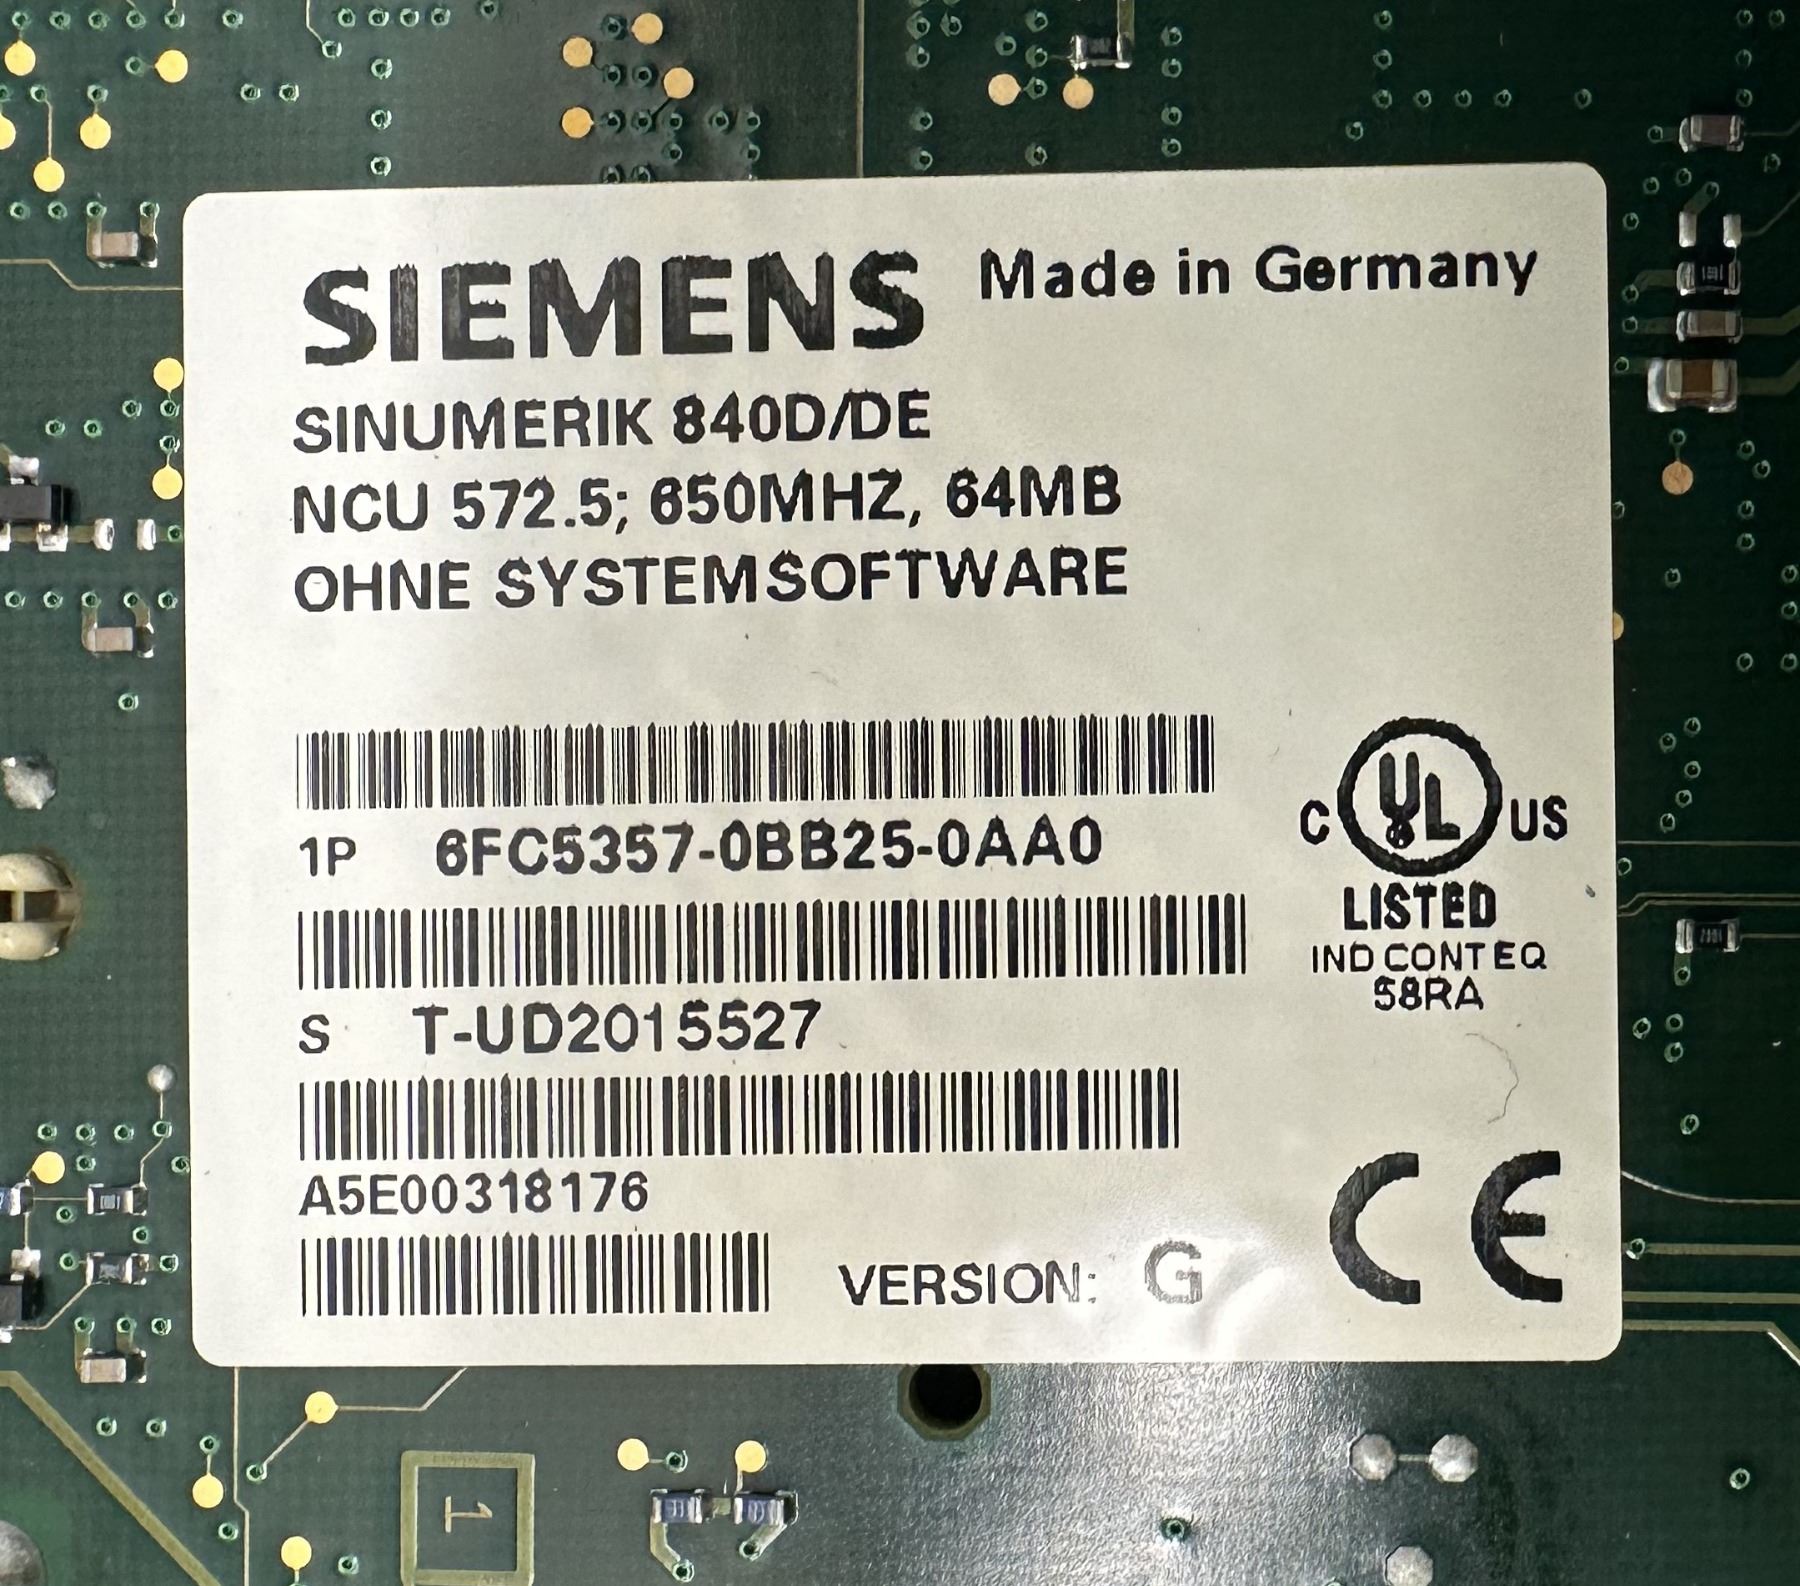 SIEMENS Made in Germany
SINUMERIK 840D/DE
NCU 572.5; 650MHZ, 64MB
OHNE SYSTEMSOFTWARE
1P 6FC5357-0BB25-0AA0
C UL US
LISTED
IND CONT EQ
58RA
S T-UD2015527
A5E00318176
VERSION: G
CE
1